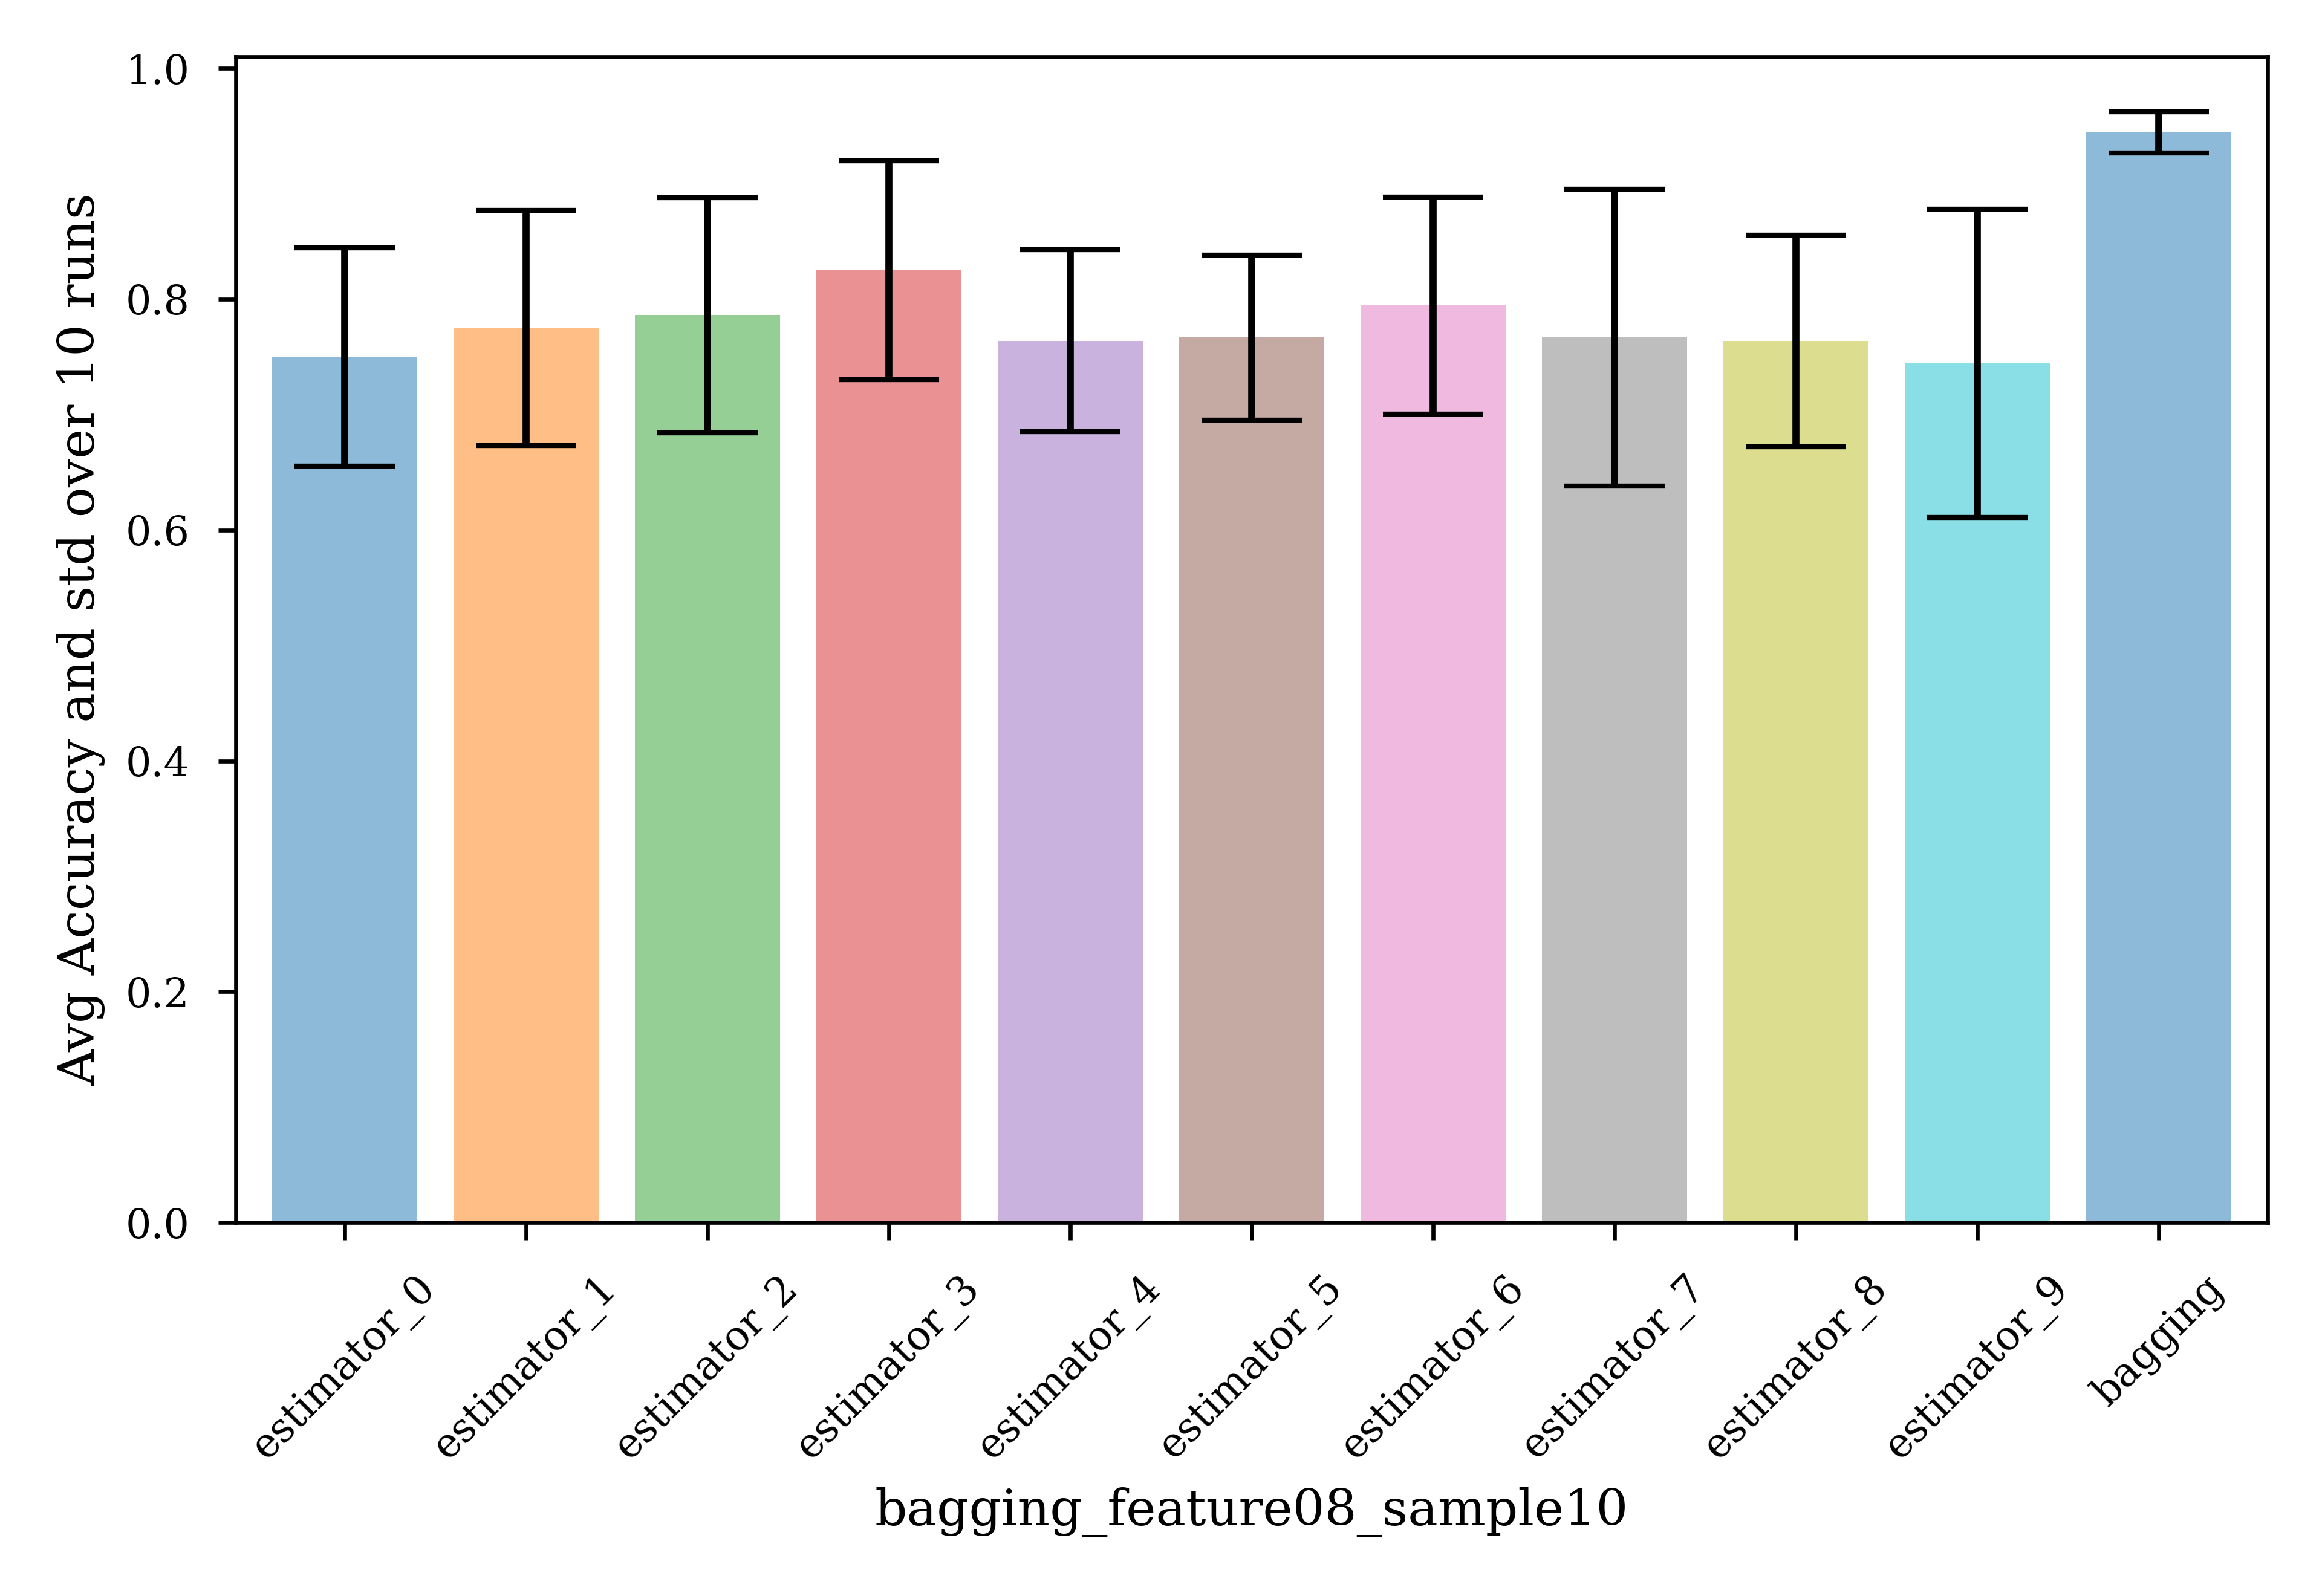 Avg Accuracy and std over 10 runs
1.0
0.8
0.6
0.4
0.2
0.0
estimator_0
estimator_1
estimator_2
estimator_3
estimator_4
estimator_5
estimator_6
estimator_7
estimator_8
estimator_9
bagging
bagging_feature08_sample10